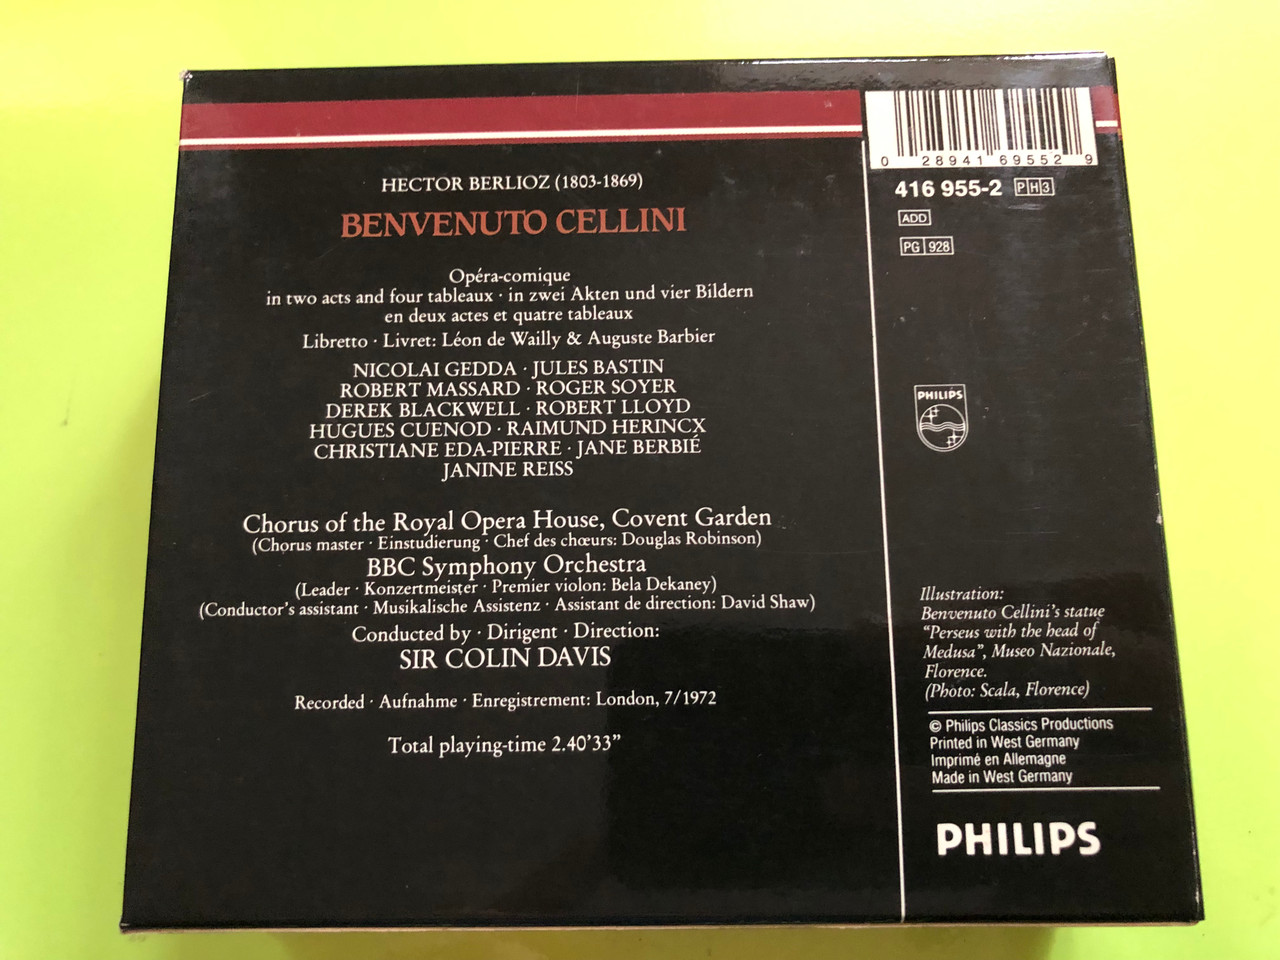 HECTOR BERLIOZ (1803-1869)
BENVENUTO CELLINI
Opéra-comique
in two acts and four tableaux · in zwei Akten und vier Bildern
en deux actes et quatre tableaux
Libretto · Livret: Léon de Wailly & Auguste Barbier
NICOLAI GEDDA · JULES BASTIN
ROBERT MASSARD · ROGER SOYER
DEREK BLACKWELL · ROBERT LLOYD
HUGUES CUENOD · RAIMUND HERINCX
CHRISTIANE EDA-PIERRE · JANE BERBIÉ
JANINE REISS
Chorus of the Royal Opera House, Covent Garden
(Chorus master · Einstudierung · Chef des chœurs: Douglas Robinson)
BBC Symphony Orchestra
(Leader · Konzertmeister · Premier violon: Bela Dekaney)
(Conductor's assistant · Musikalische Assistenz · Assistant de direction: David Shaw)
Conducted by · Dirigent · Direction:
SIR COLIN DAVIS
Recorded · Aufnahme · Enregistrement: London, 7/1972
Total playing-time 2.40'33"
0 28941 69552 9
416 955-2 PH3
ADD
PG 928
PHILIPS
Illustration:
Benvenuto Cellini's statue
"Perseus with the head of
Medusa", Museo Nazionale,
Florence.
(Photo: Scala, Florence)
© Philips Classics Productions
Printed in West Germany
Imprimé en Allemagne
Made in West Germany
PHILIPS